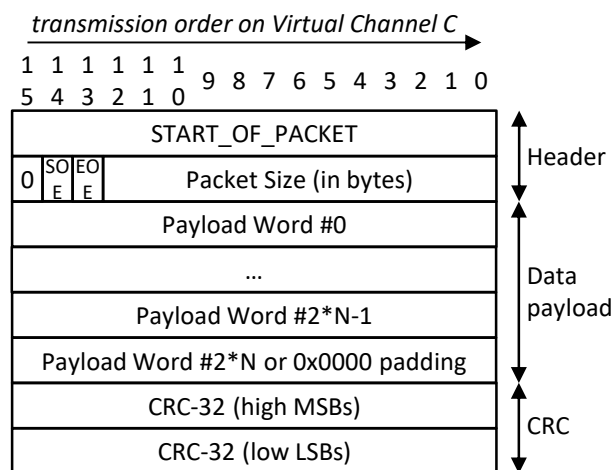 transmission order on Virtual Channel C
1 1 1 1 1 1
5 4 3 2 1 0 9 8 7 6 5 4 3 2 1 0
START_OF_PACKET
Header
0 SO EO Packet Size (in bytes)
E E
Payload Word #0
...
Data
payload
Payload Word #2*N-1
Payload Word #2*N or 0x0000 padding
CRC-32 (high MSBs)
CRC
CRC-32 (low LSBs)